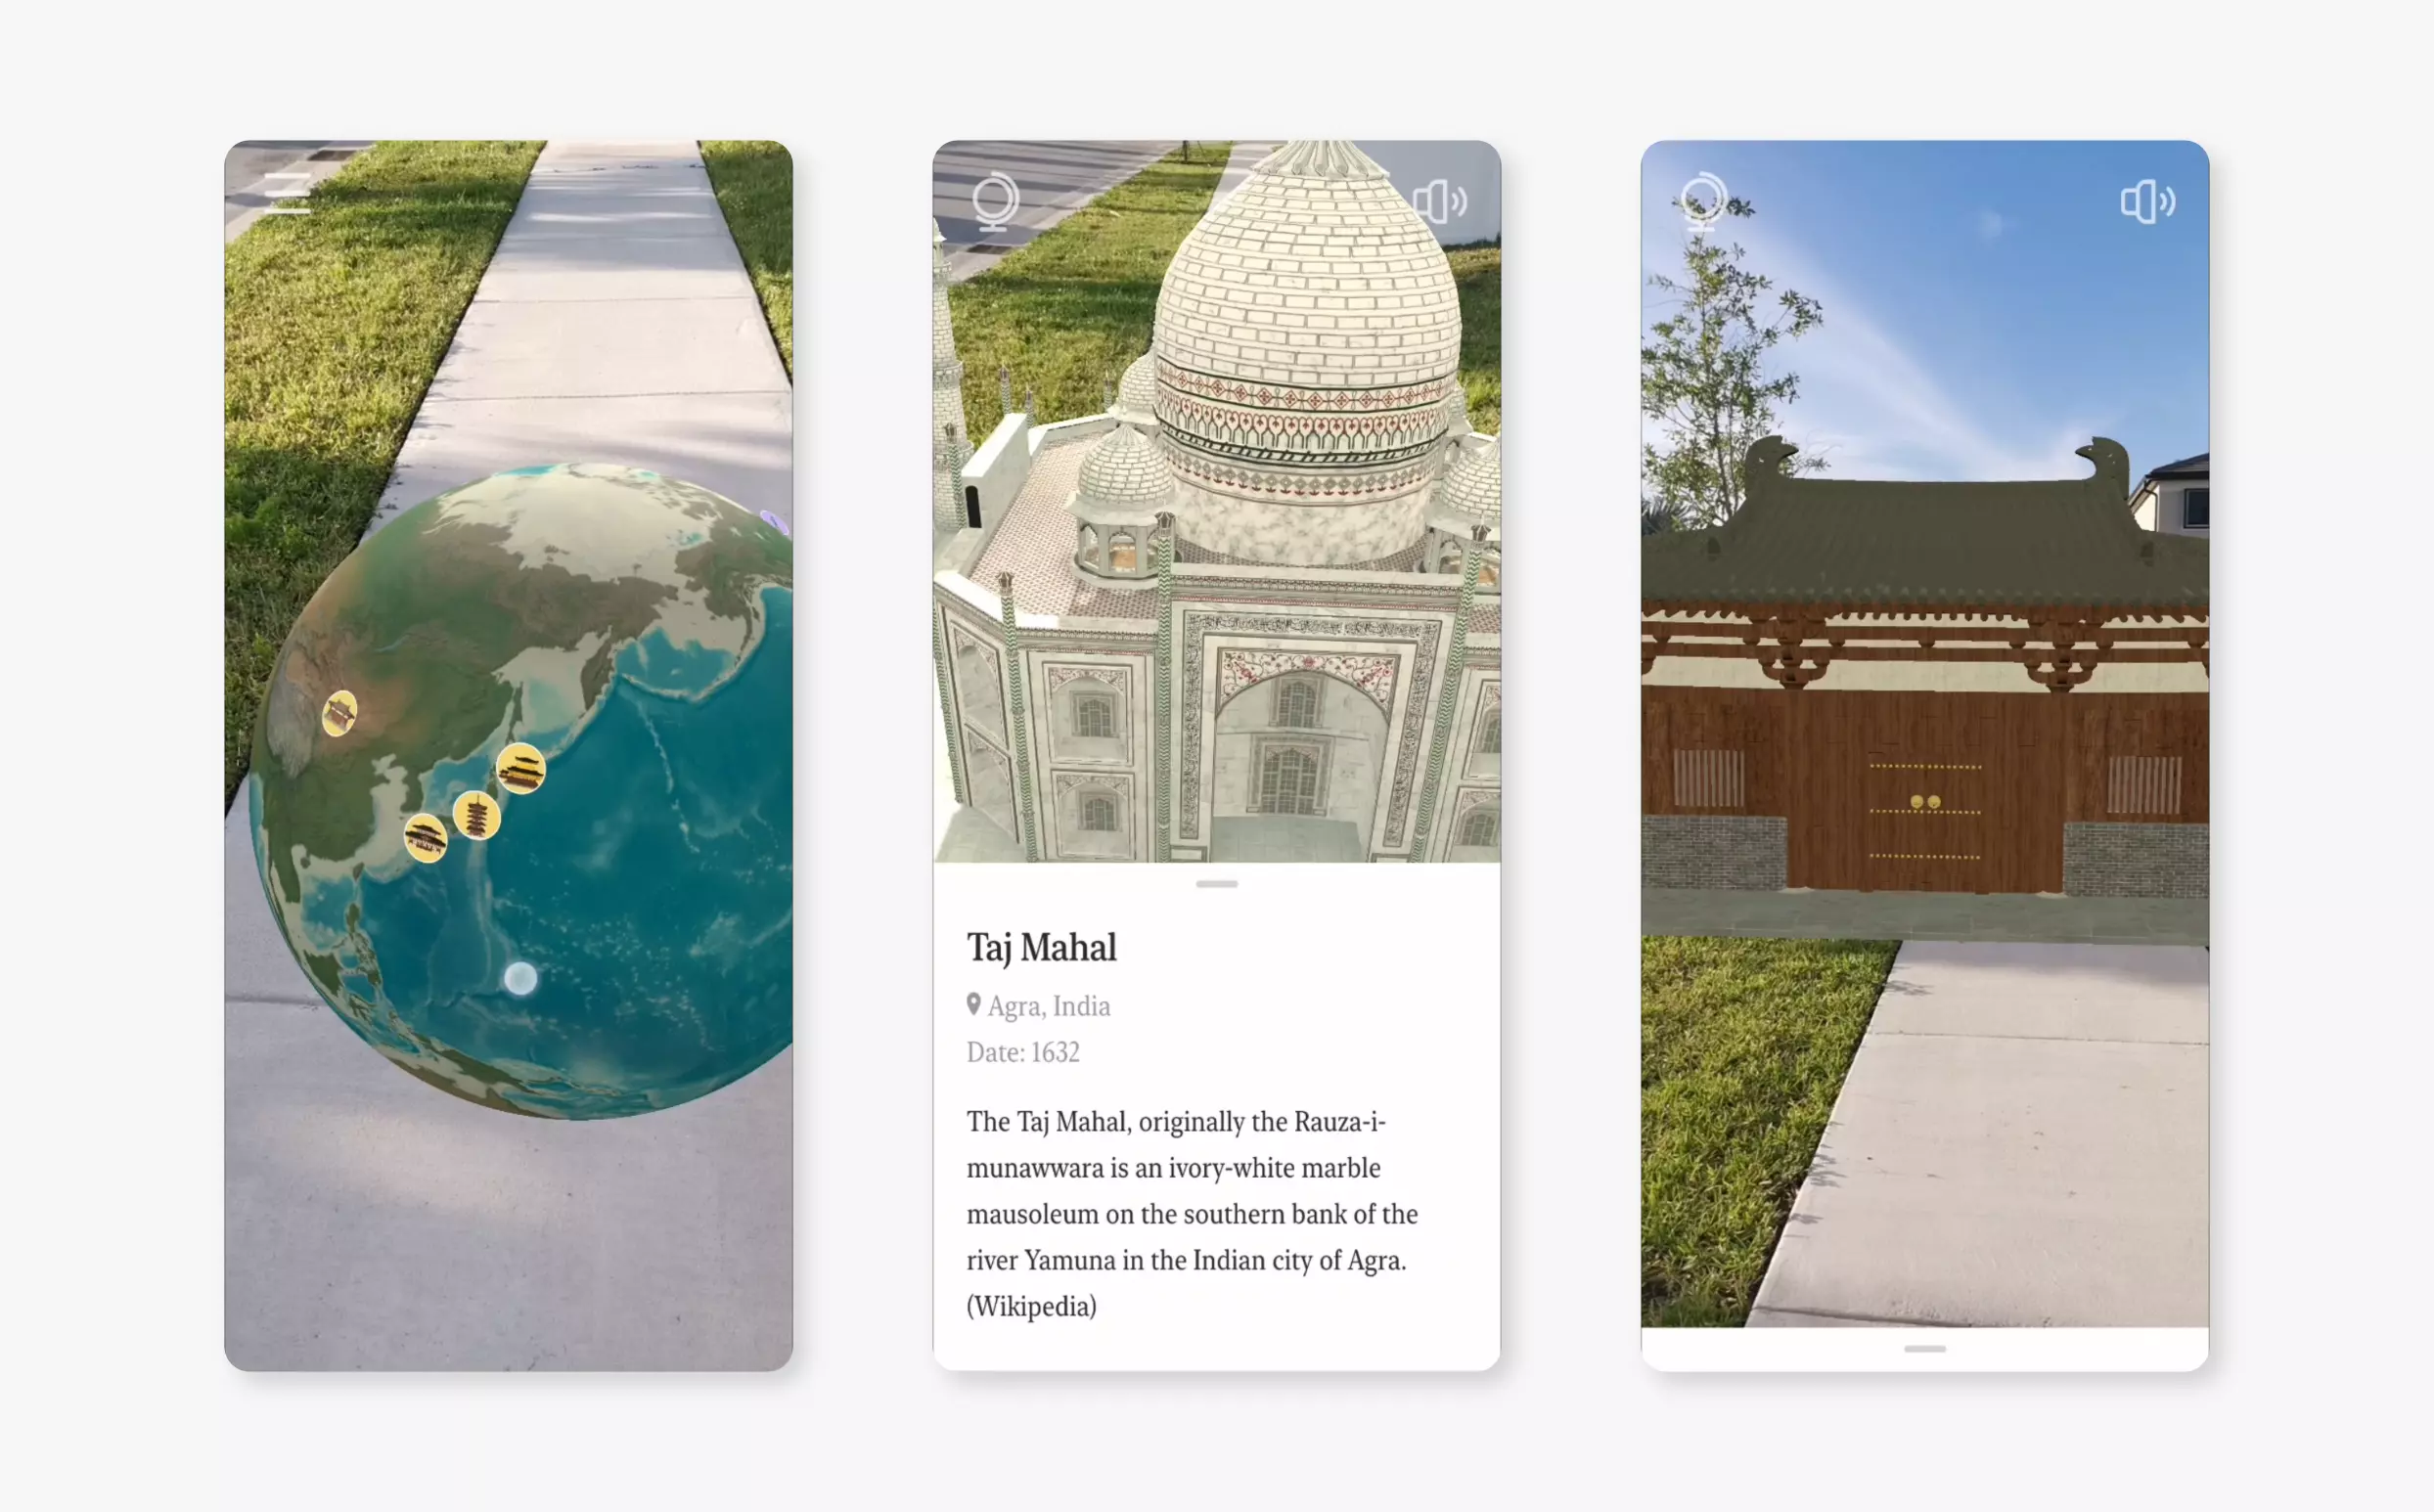 Taj Mahal
Agra, India
Date: 1632
The Taj Mahal, originally the Rauza-i-
munawwara is an ivory-white marble
mausoleum on the southern bank of the
river Yamuna in the Indian city of Agra.
(Wikipedia)